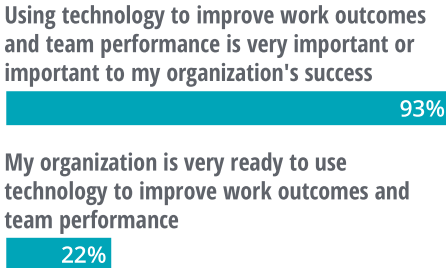 Using technology to improve work outcomes
and team performance is very important or
important to my organization's success
93%
My organization is very ready to use
technology to improve work outcomes and
team performance
22%